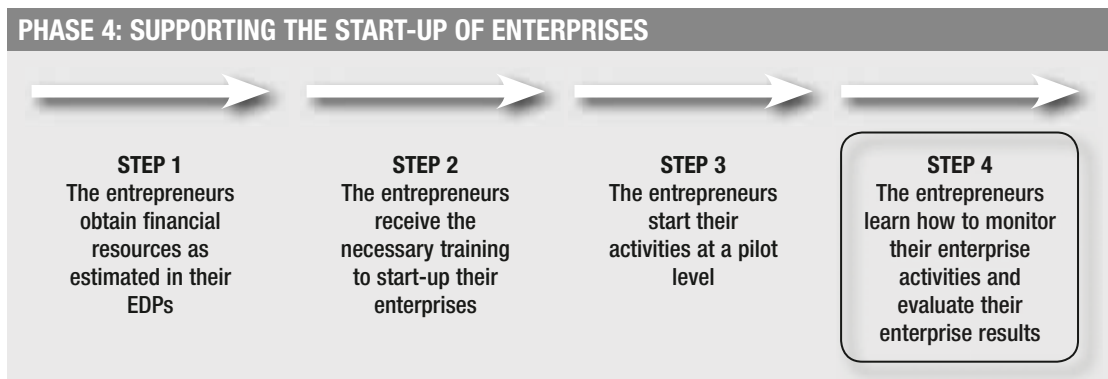 PHASE 4: SUPPORTING THE START-UP OF ENTERPRISES
STEP 1
The entrepreneurs
obtain financial
resources as
estimated in their
EDPs
STEP 2
The entrepreneurs
receive the
necessary training
to start-up their
enterprises
STEP 3
The entrepreneurs
start their
activities at a pilot
level
STEP 4
The entrepreneurs
learn how to monitor
their enterprise
activities and
evaluate their
enterprise results